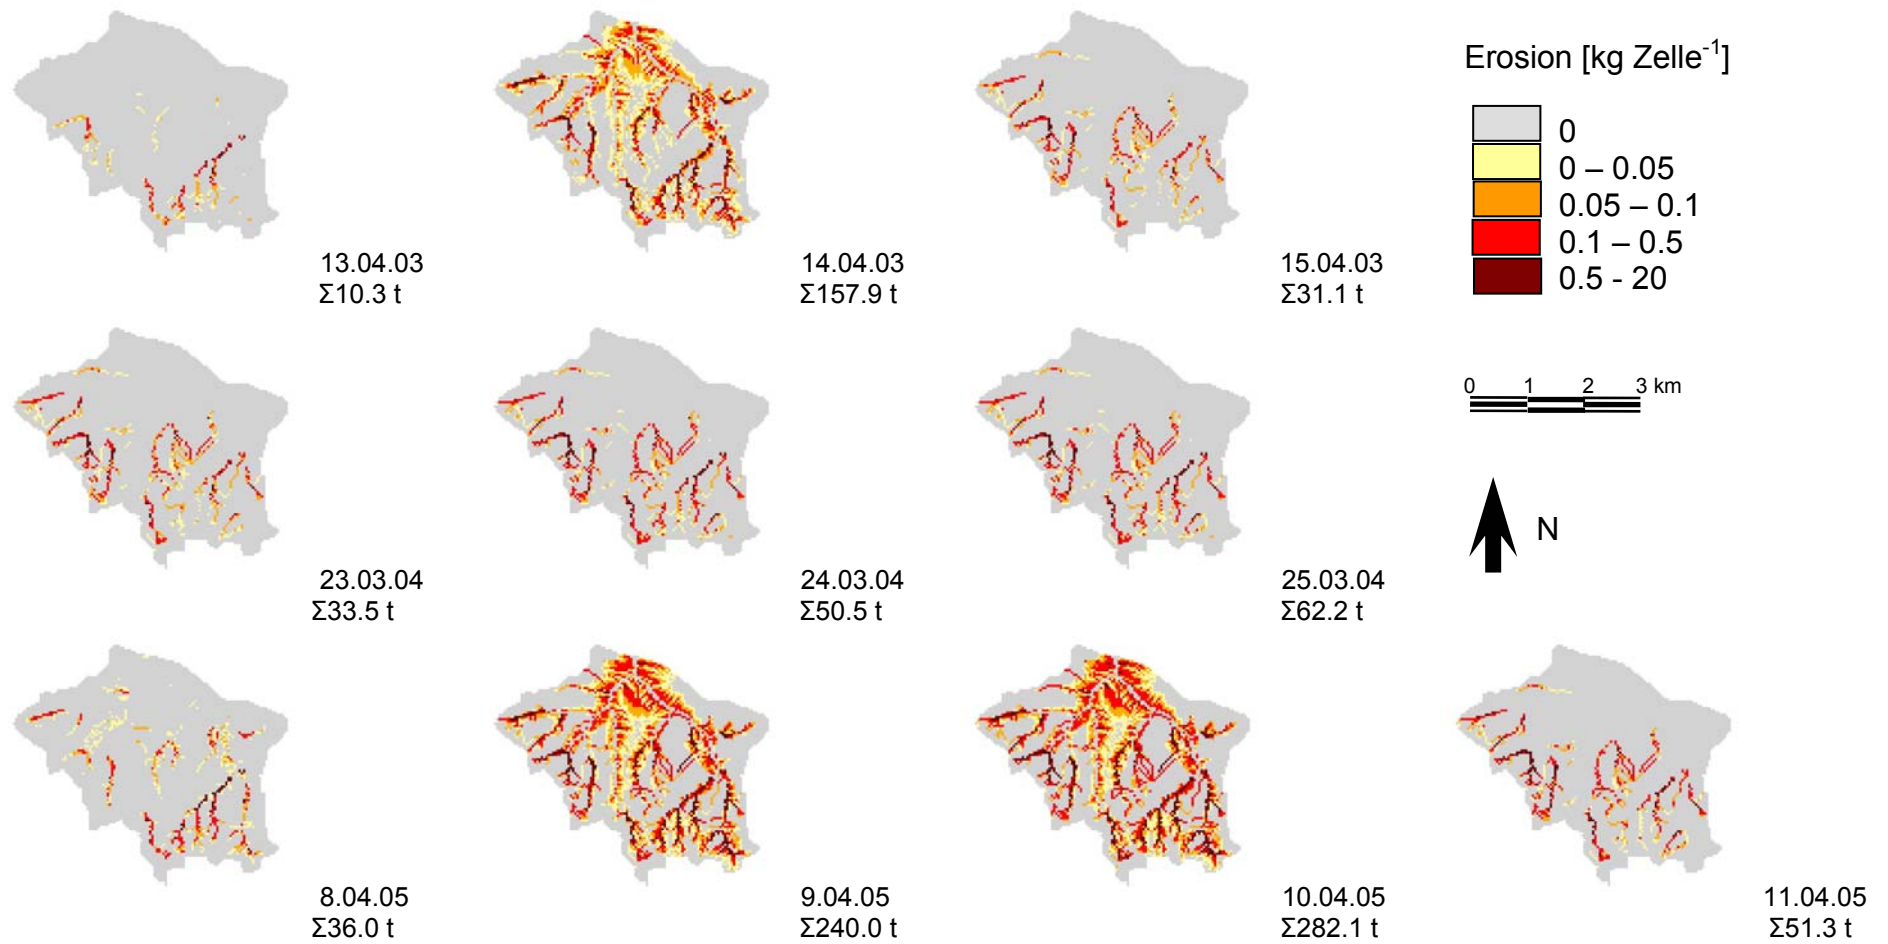 Erosion [kg Zelle⁻¹]
0
0 – 0.05
0.05 – 0.1
0.1 – 0.5
0.5 - 20
13.04.03
Σ10.3 t
14.04.03
Σ157.9 t
15.04.03
Σ31.1 t
0 1 2 3 km
N
23.03.04
Σ33.5 t
24.03.04
Σ50.5 t
25.03.04
Σ62.2 t
8.04.05
Σ36.0 t
9.04.05
Σ240.0 t
10.04.05
Σ282.1 t
11.04.05
Σ51.3 t